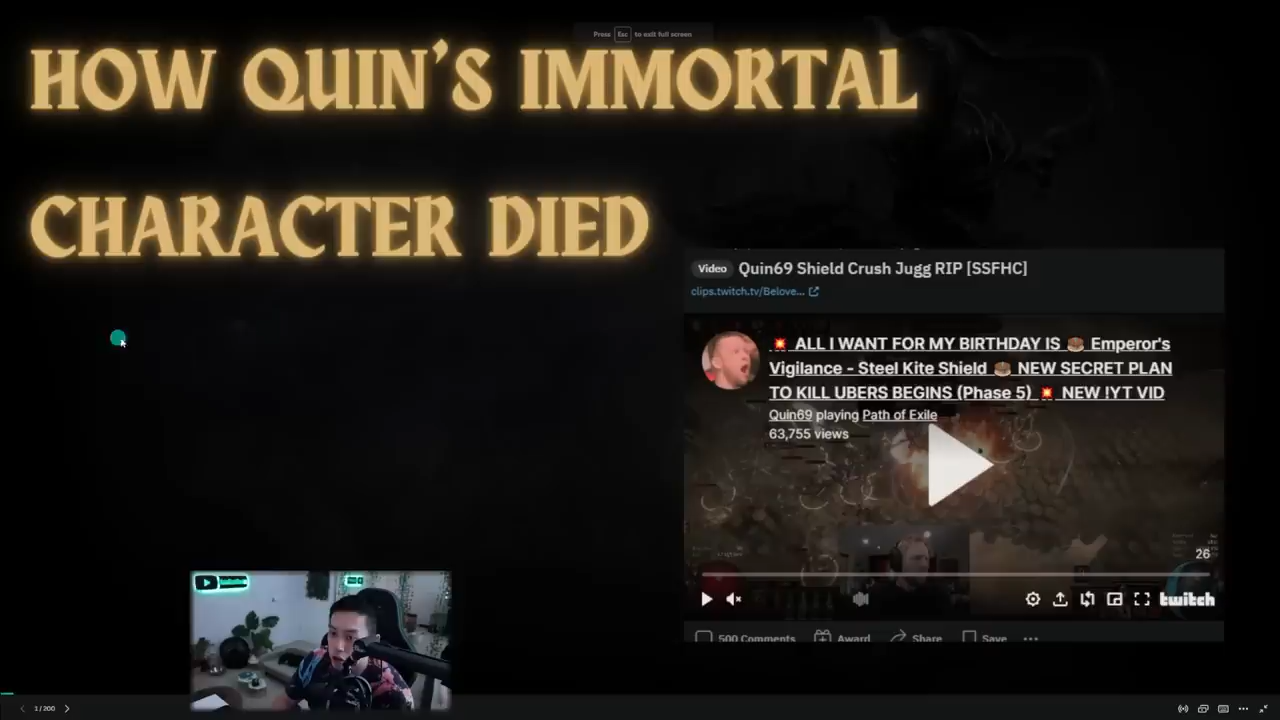 Press Esc to exit full screen
HOW QUIN'S IMMORTAL
CHARACTER DIED
Video Quin69 Shield Crush Jugg RIP [SSFHC]
clips.twitch.tv/Belove...
ALL I WANT FOR MY BIRTHDAY IS Emperor's
Vigilance - Steel Kite Shield NEW SECRET PLAN
TO KILL UBERS BEGINS (Phase 5) NEW !YT VID
Quin69 playing Path of Exile
63,755 views
26
twitch
500 Comments Award Share Save
1 / 200